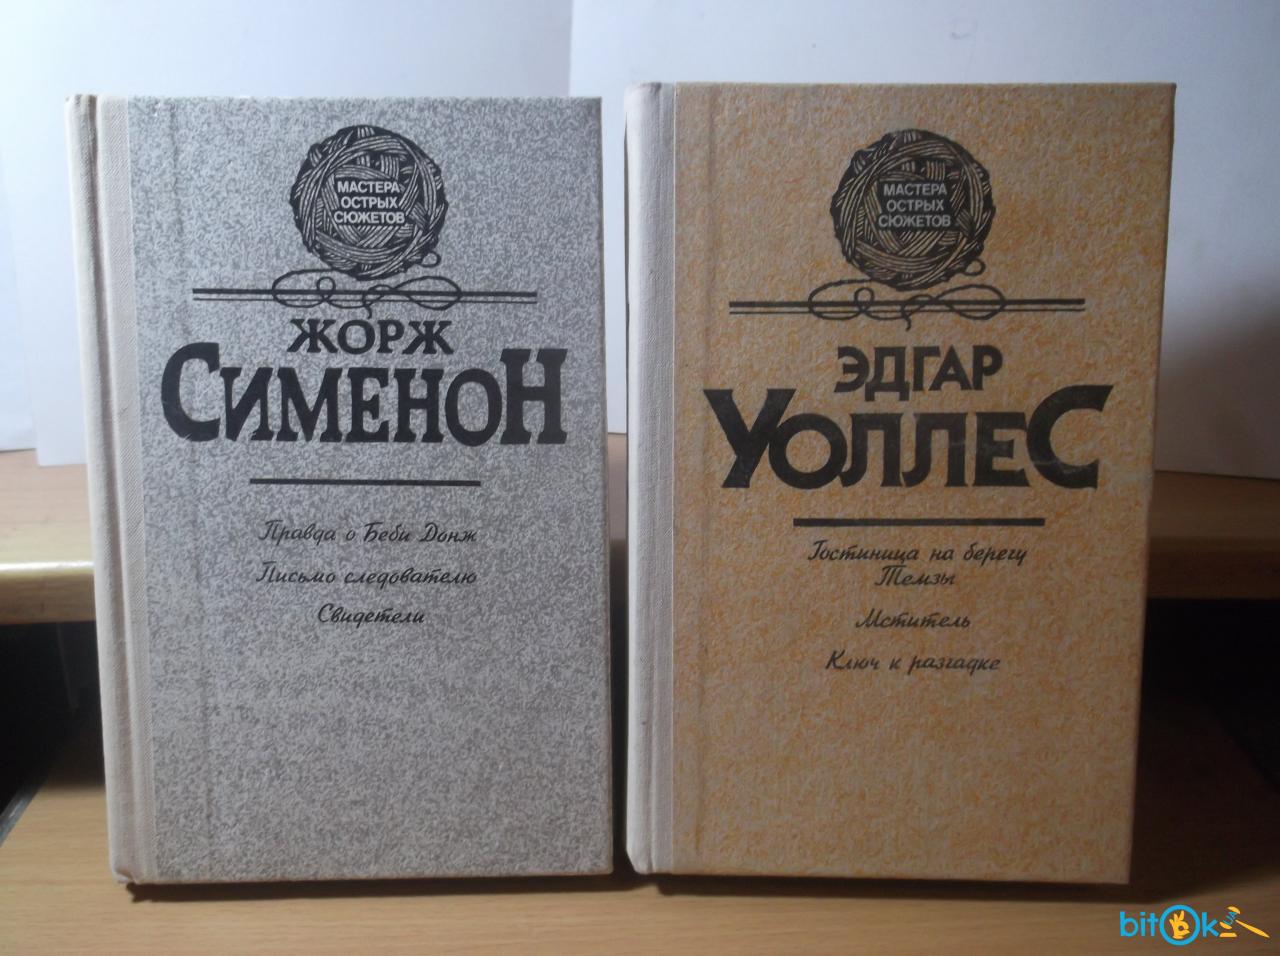 МАСТЕРА
ОСТРЫХ
СЮЖЕТОВ
ЖОРЖ
СИМЕНОН
Правда о Беби Донж
Письмо следователю
Свидетели
МАСТЕРА
ОСТРЫХ
СЮЖЕТОВ
ЭДГАР
УОЛЛЕС
Гостиница на берегу
Темзы
Мститель
Ключ к разгадке
bitOk UA